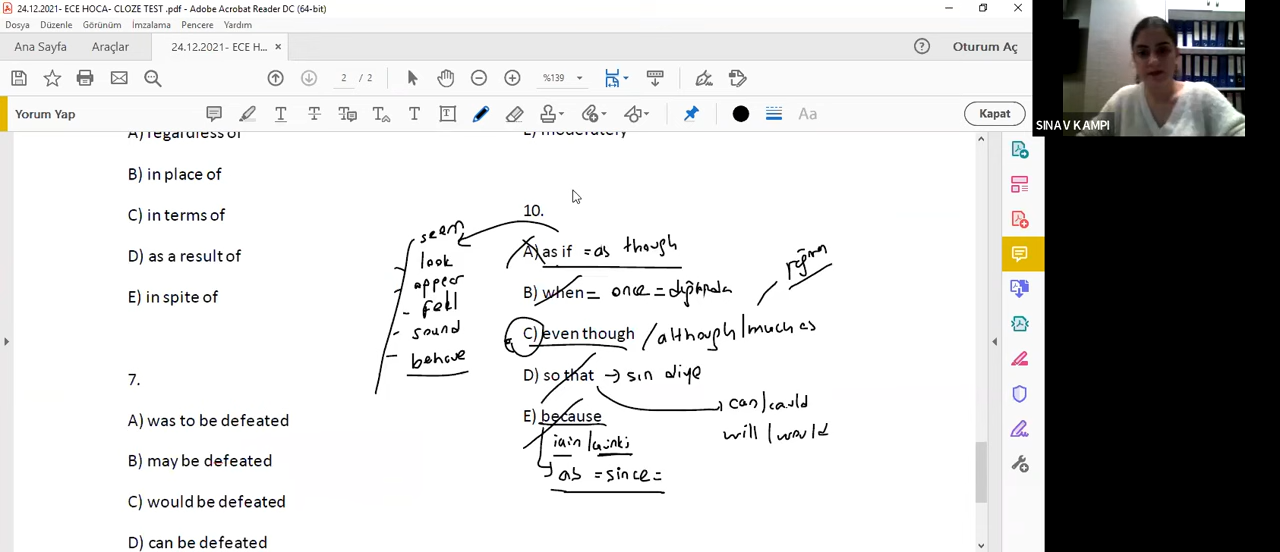 24.12.2021- ECE HOCA- CLOZE TEST .pdf - Adobe Acrobat Reader DC (64-bit)
Dosya Düzenle Görünüm İmzalama Pencere Yardım
Ana Sayfa Araçlar 24.12.2021- ECE H... × Oturum Aç
2 / 2 %139
Yorum Yap Aa Kapat
SINAV KAMPI
A) regardless of
B) in place of
C) in terms of
D) as a result of
E) in spite of
7.
A) was to be defeated
B) may be defeated
C) would be defeated
D) can be defeated
seem
look
appear
feel
sound
behave
E) moderately
10.
A) as if = as though
B) when = once =
rağmen
C) even though / although / much as
D) so that → sin diye
can/could
will / would
E) because
için / çünkü
as = since =